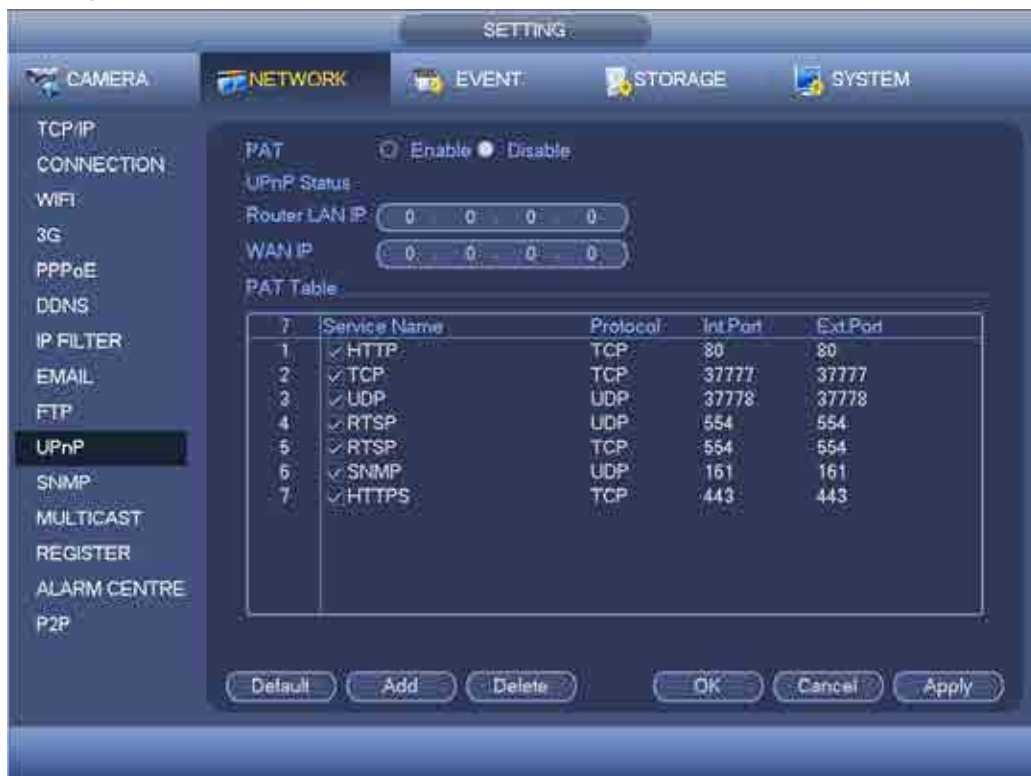 SETTING
CAMERA NETWORK EVENT STORAGE SYSTEM
TCP/IP
CONNECTION
WIFI
3G
PPPoE
DDNS
IP FILTER
EMAIL
FTP
UPnP
SNMP
MULTICAST
REGISTER
ALARM CENTRE
P2P
PAT Enable Disable
UPnP Status
Router LAN IP 0 . 0 . 0 . 0
WAN IP 0 . 0 . 0 . 0
PAT Table
7 Service Name Protocol Int.Port Ext.Port
1 HTTP TCP 80 80
2 TCP TCP 37777 37777
3 UDP UDP 37778 37778
4 RTSP UDP 554 554
5 RTSP TCP 554 554
6 SNMP UDP 161 161
7 HTTPS TCP 443 443
Default Add Delete OK Cancel Apply